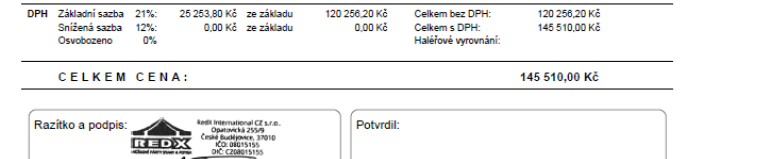 DPH Základní sazba 21%: 25 253,80 Kč ze základu 120 256,20 Kč Celkem bez DPH: 120 256,20 Kč
Snížená sazba 12%: 0,00 Kč ze základu 0,00 Kč Celkem s DPH: 145 510,00 Kč
Osvobozeno 0% Haléřové vyrovnání:
CELKEM CENA: 145 510,00 Kč
Razítko a podpis: Potvrdil:
REDX
RedX International CZ s.r.o.
Opatovická 255/9
České Budějovice, 37010
IČO: 08015155
DIČ: CZ08015155